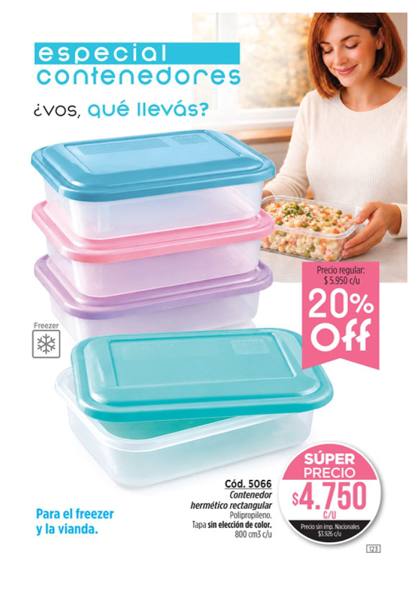 especial
contenedores
¿vos, qué llevás?
Precio regular:
$ 5.950 c/u
20%
Off
Freezer
Cód. 5066
Contenedor
hermético rectangular
Polipropileno.
Tapa sin elección de color.
800 cm3 c/u
SÚPER
PRECIO
$4.750
C/U
Precio sin imp. Nacionales
$3.926 c/u
Para el freezer
y la vianda.
123